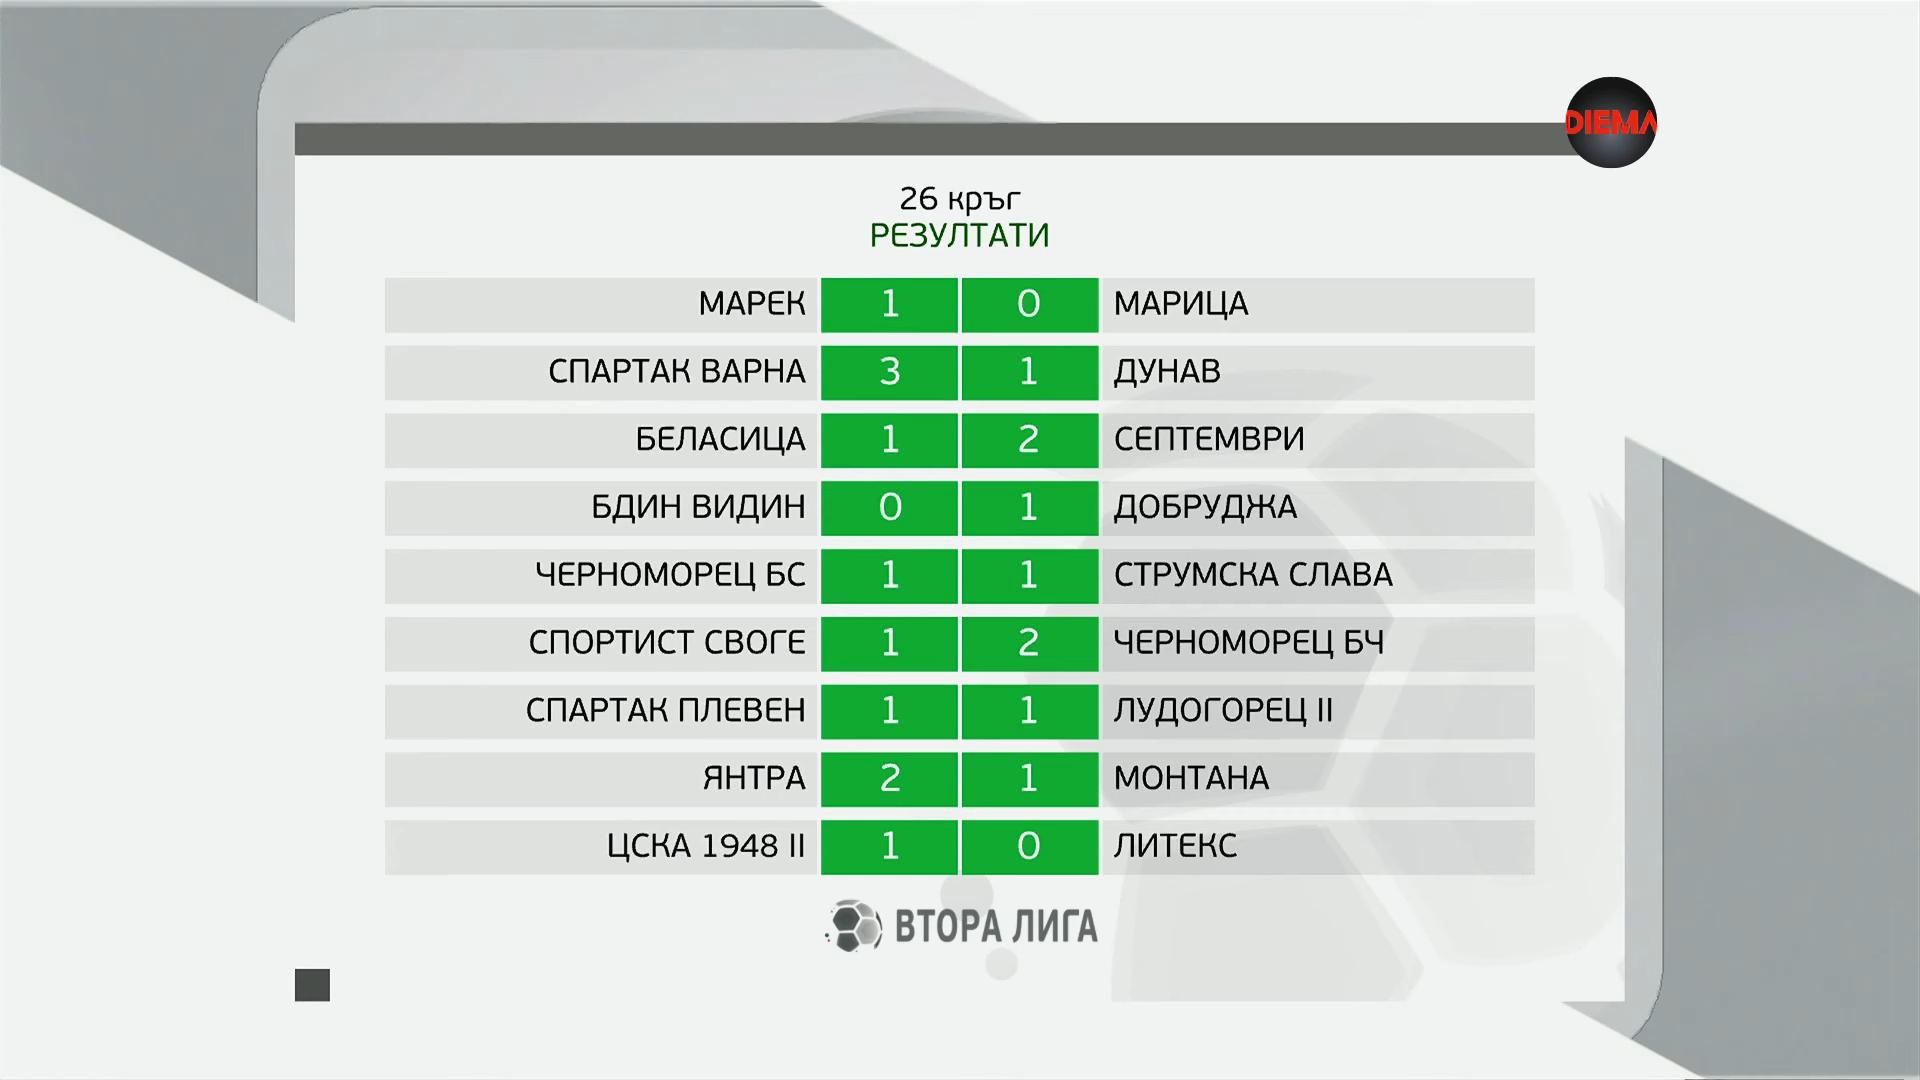 DIEMA
26 кръг
РЕЗУЛТАТИ
МАРЕК 1 0 МАРИЦА
СПАРТАК ВАРНА 3 1 ДУНАВ
БЕЛАСИЦА 1 2 СЕПТЕМВРИ
БДИН ВИДИН 0 1 ДОБРУДЖА
ЧЕРНОМОРЕЦ БС 1 1 СТРУМСКА СЛАВА
СПОРТИСТ СВОГЕ 1 2 ЧЕРНОМОРЕЦ БЧ
СПАРТАК ПЛЕВЕН 1 1 ЛУДОГОРЕЦ II
ЯНТРА 2 1 МОНТАНА
ЦСКА 1948 II 1 0 ЛИТЕКС
ВТОРА ЛИГА